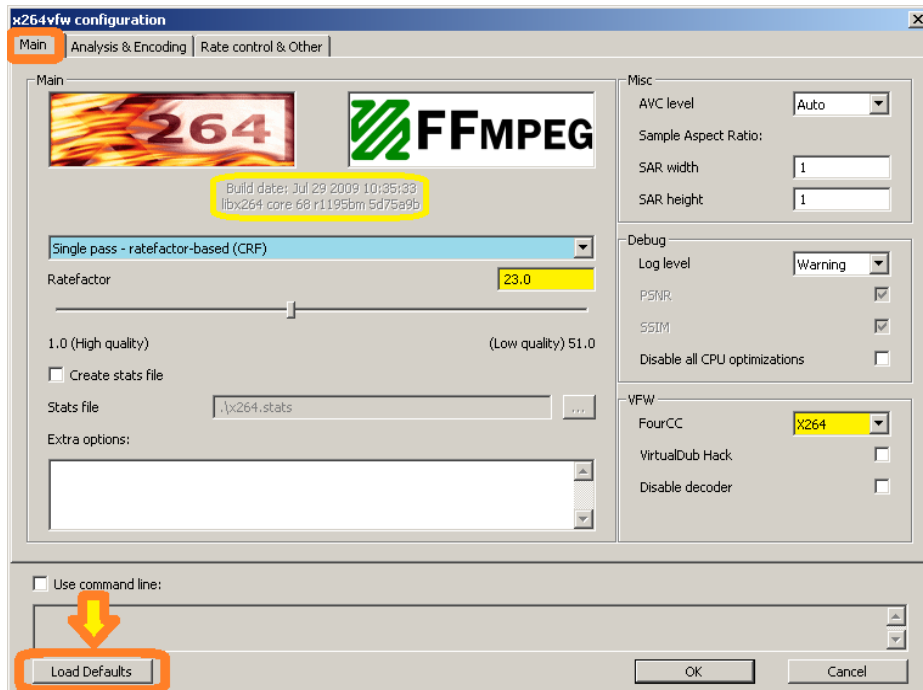 x264vfw configuration
Main
Analysis & Encoding
Rate control & Other
Main
264
FFMPEG
Build date: Jul 29 2009 10:35:33
libx264 core 68 r1195bm 5d75a9b
Single pass - ratefactor-based (CRF)
Ratefactor
23.0
1.0 (High quality)
(Low quality) 51.0
Create stats file
Stats file
.\x264.stats
...
Extra options:
Misc
AVC level
Auto
Sample Aspect Ratio:
SAR width
1
SAR height
1
Debug
Log level
Warning
PSNR
SSIM
Disable all CPU optimizations
VFW
FourCC
X264
VirtualDub Hack
Disable decoder
Use command line:
Load Defaults
OK
Cancel